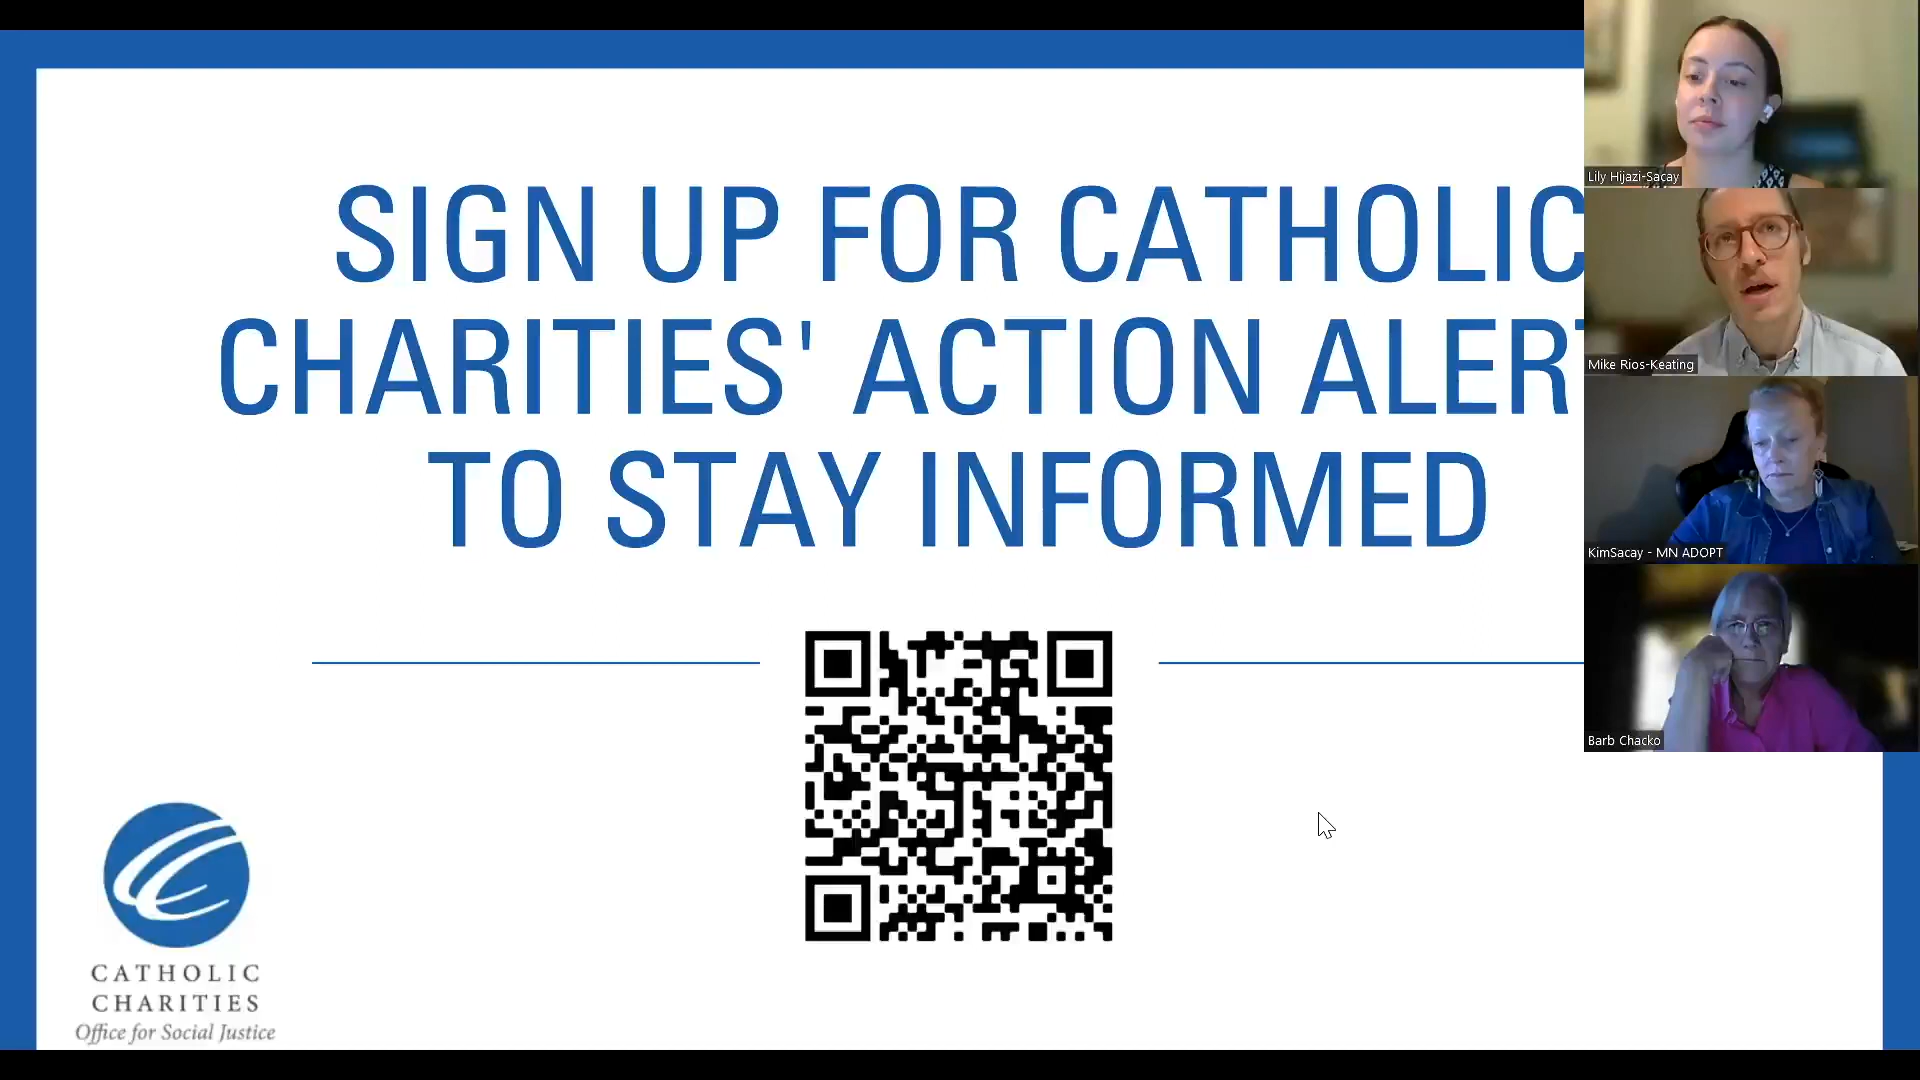 SIGN UP FOR CATHOLIC
CHARITIES' ACTION ALERT
TO STAY INFORMED
CATHOLIC
CHARITIES
Office for Social Justice
Lily Hijazi-Sacay
Mike Rios-Keating
KimSacay - MN ADOPT
Barb Chacko